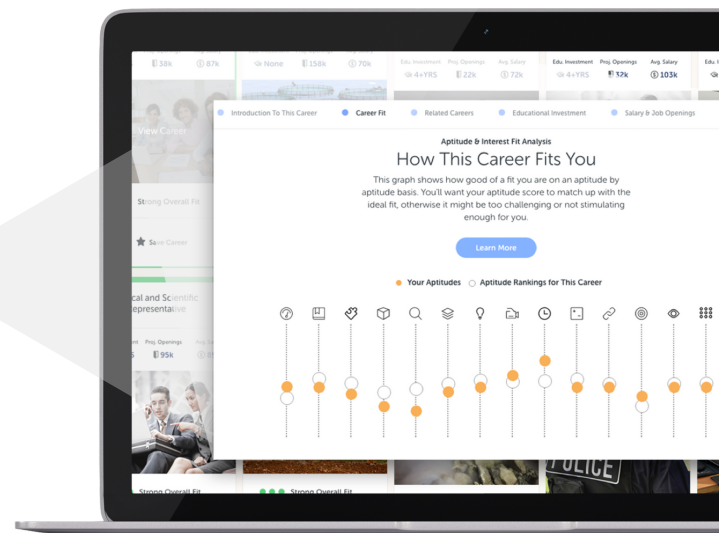 Edu. Investment Proj. Openings Avg. Salary
Edu. Investment Proj. Openings Avg. Salary
38k 87k
None 158k 70k
4+YRS 22k 72k
4+YRS 32k 103k
Introduction To This Career Career Fit Related Careers Educational Investment Salary & Job Openings
View Career
Aptitude & Interest Fit Analysis
How This Career Fits You
This graph shows how good of a fit you are on an aptitude by
aptitude basis. You'll want your aptitude score to match up with the
ideal fit, otherwise it might be too challenging or not stimulating
enough for you.
Strong Overall Fit
Save Career
Learn More
Your Aptitudes Aptitude Rankings for This Career
cal and Scientific
epresentative
Proj. Openings
95k
POLICE
Strong Overall Fit
Strong Overall Fit